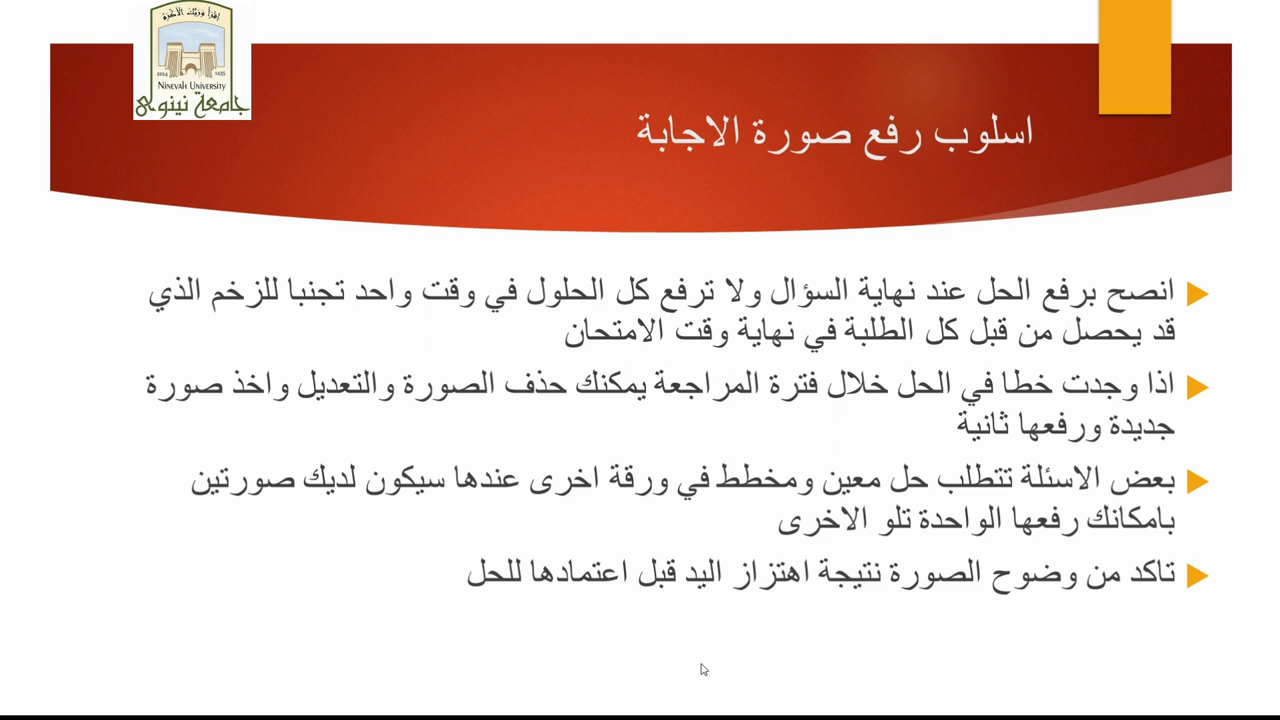 2014
1435
NINEVAH UNIVERSITY
جامعة نينوى
اسلوب رفع صورة الاجابة
انصح برفع الحل عند نهاية السؤال ولا ترفع كل الحلول في وقت واحد تجنبا للزخم الذي
قد يحصل من قبل كل الطلبة في نهاية وقت الامتحان
اذا وجدت خطا في الحل خلال فترة المراجعة يمكنك حذف الصورة والتعديل واخذ صورة
جديدة ورفعها ثانية
بعض الاسئلة تتطلب حل معين ومخطط في ورقة اخرى عندها سيكون لديك صورتين
بامكانك رفعها الواحدة تلو الاخرى
تاكد من وضوح الصورة نتيجة اهتزاز اليد قبل اعتمادها للحل